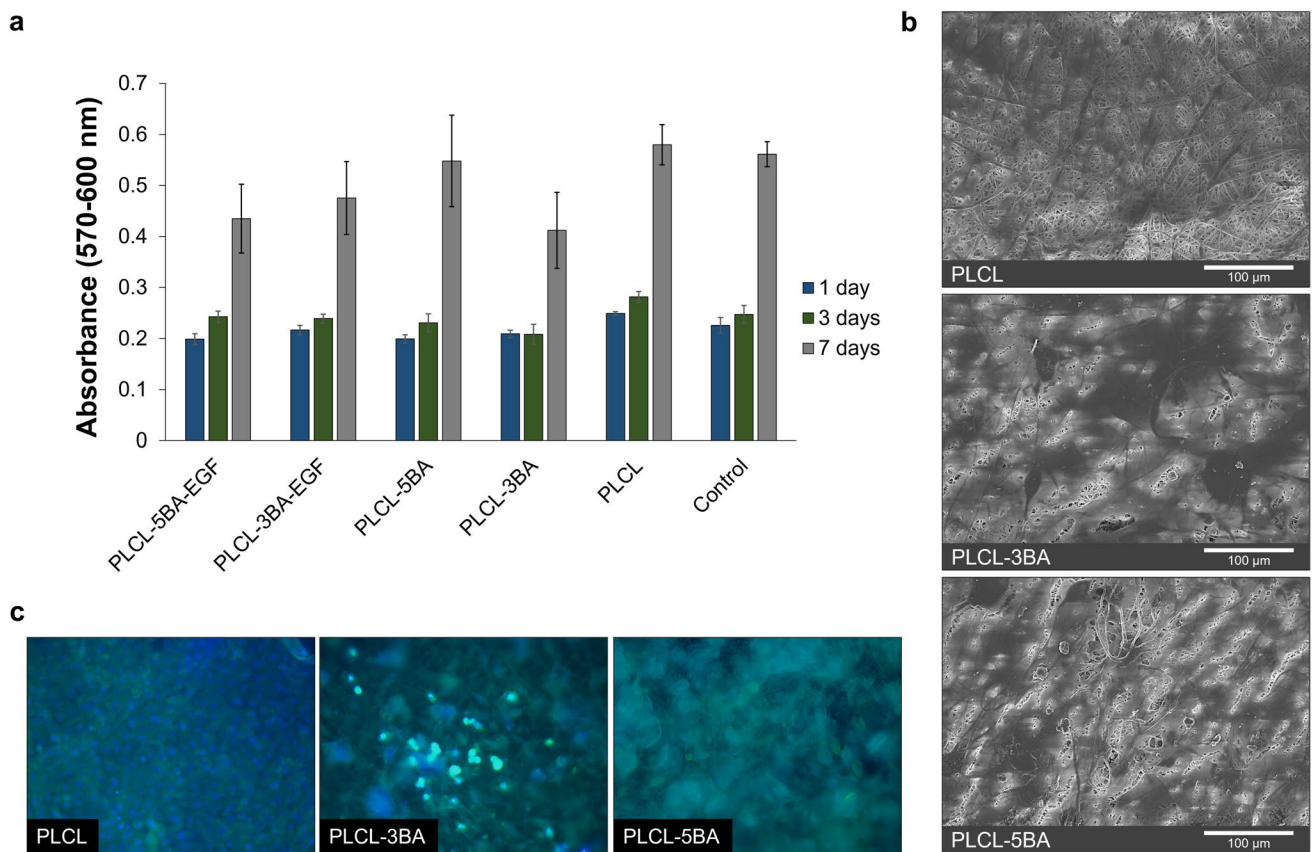 a
Absorbance (570-600 nm)
0.7
0.6
0.5
0.4
0.3
0.2
0.1
0
PLCL-5BA-EGF
PLCL-3BA-EGF
PLCL-5BA
PLCL-3BA
PLCL
Control
1 day
3 days
7 days
b
PLCL
100 µm
PLCL-3BA
100 µm
PLCL-5BA
100 µm
c
PLCL
PLCL-3BA
PLCL-5BA